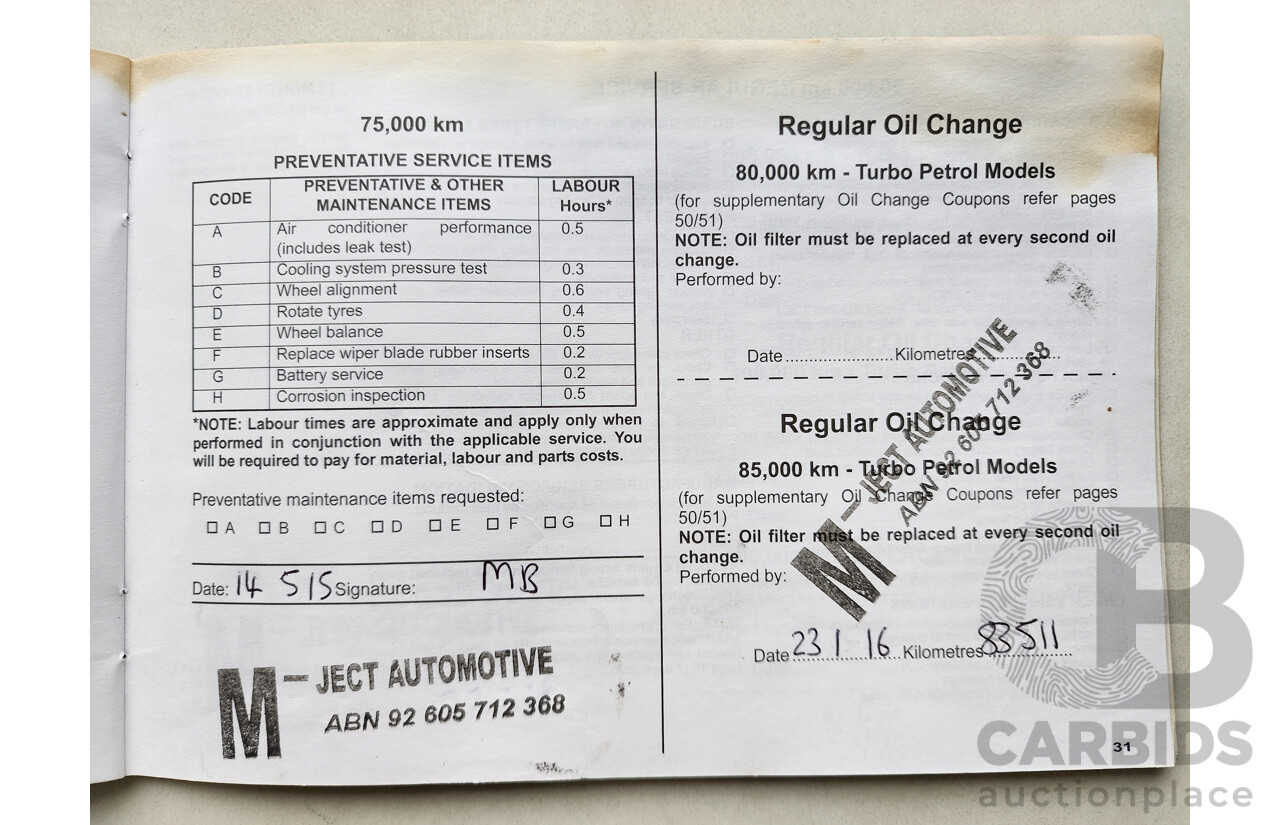 75,000 km
PREVENTATIVE SERVICE ITEMS
CODE PREVENTATIVE & OTHER MAINTENANCE ITEMS LABOUR Hours*
A Air conditioner performance (includes leak test) 0.5
B Cooling system pressure test 0.3
C Wheel alignment 0.6
D Rotate tyres 0.4
E Wheel balance 0.5
F Replace wiper blade rubber inserts 0.2
G Battery service 0.2
H Corrosion inspection 0.5
*NOTE: Labour times are approximate and apply only when
performed in conjunction with the applicable service. You
will be required to pay for material, labour and parts costs.
Preventative maintenance items requested:
☐ A ☐ B ☐ C ☐ D ☐ E ☐ F ☐ G ☐ H
Date: 14 5/5 Signature: MB
M-JECT AUTOMOTIVE
ABN 92 605 712 368
Regular Oil Change
80,000 km - Turbo Petrol Models
(for supplementary Oil Change Coupons refer pages
50/51)
NOTE: Oil filter must be replaced at every second oil
change.
Performed by:
Date......................Kilometres....................
Regular Oil Change
85,000 km - Turbo Petrol Models
(for supplementary Oil Change Coupons refer pages
50/51)
NOTE: Oil filter must be replaced at every second oil
change.
Performed by:
M-JECT AUTOMOTIVE
ABN 92 605 712 368
Date 23 1 16 Kilometres 83511
31
CB
CARBIDS
auctionplace